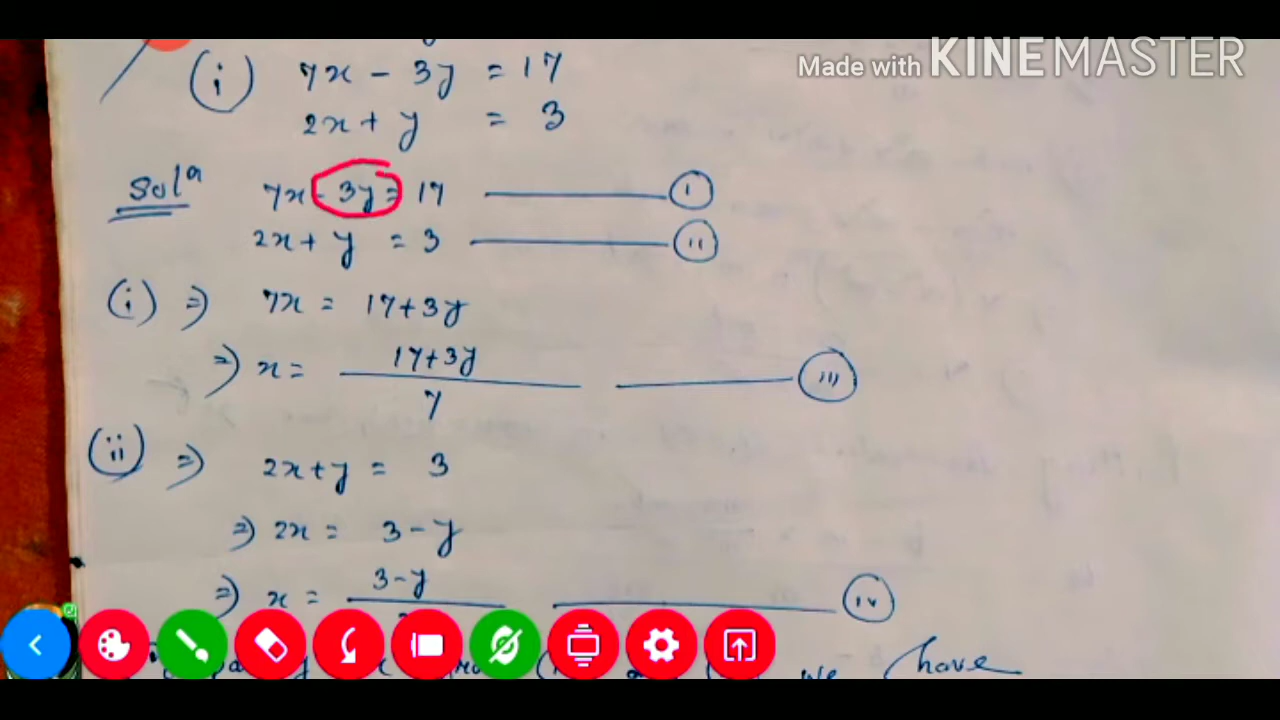 Made with KINEMASTER
(i) 7x - 3y = 17
2x + y = 3
Solⁿ 7x - 3y = 17 (i)
2x + y = 3 (ii)
(i) ⇒ 7x = 17+3y
⇒ x = 17+3y
7 (iii)
(ii) ⇒ 2x + y = 3
⇒ 2x = 3 - y
⇒ x = 3-y (iv)
we have